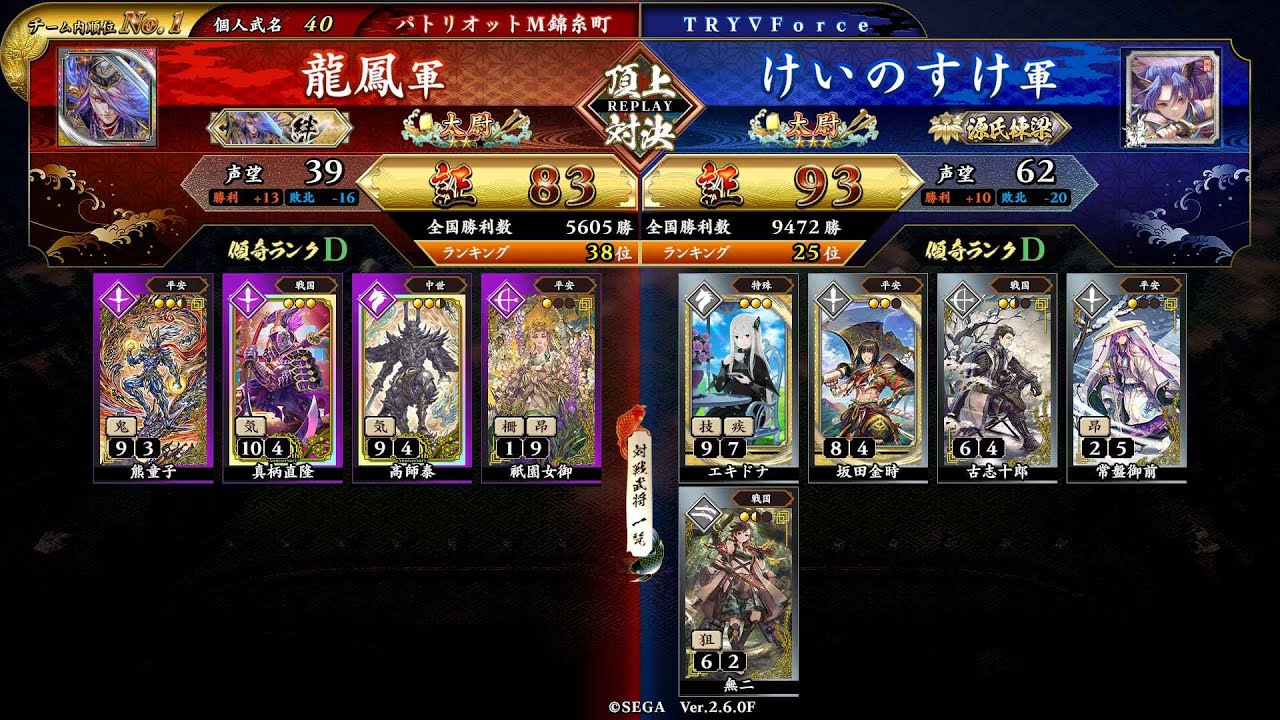 チーム内順位 No.1 個人武名 40 パトリオットM錦糸町
TRY∇Force
龍鳳軍
頂上
REPLAY
対決
けいのすけ軍
絆
太尉
太尉
源氏棟梁
声望 39
勝利 +13 敗北 -16
証 83
証 93
声望 62
勝利 +10 敗北 -20
全国勝利数 5605勝
全国勝利数 9472勝
傾奇ランクD
ランキング 38位
ランキング 25位
傾奇ランクD
平安
鬼
9 3
熊童子
戦国
気
10 4
真柄直隆
中世
気
9 4
高師泰
平安
柵 昴
1 9
祇園女御
対戦武将一覧
特殊
技 疾
9 7
エキドナ
平安
8 4
坂田金時
戦国
6 4
古志十郎
平安
昴
2 5
常盤御前
戦国
狙
6 2
無二
©SEGA Ver.2.6.0F